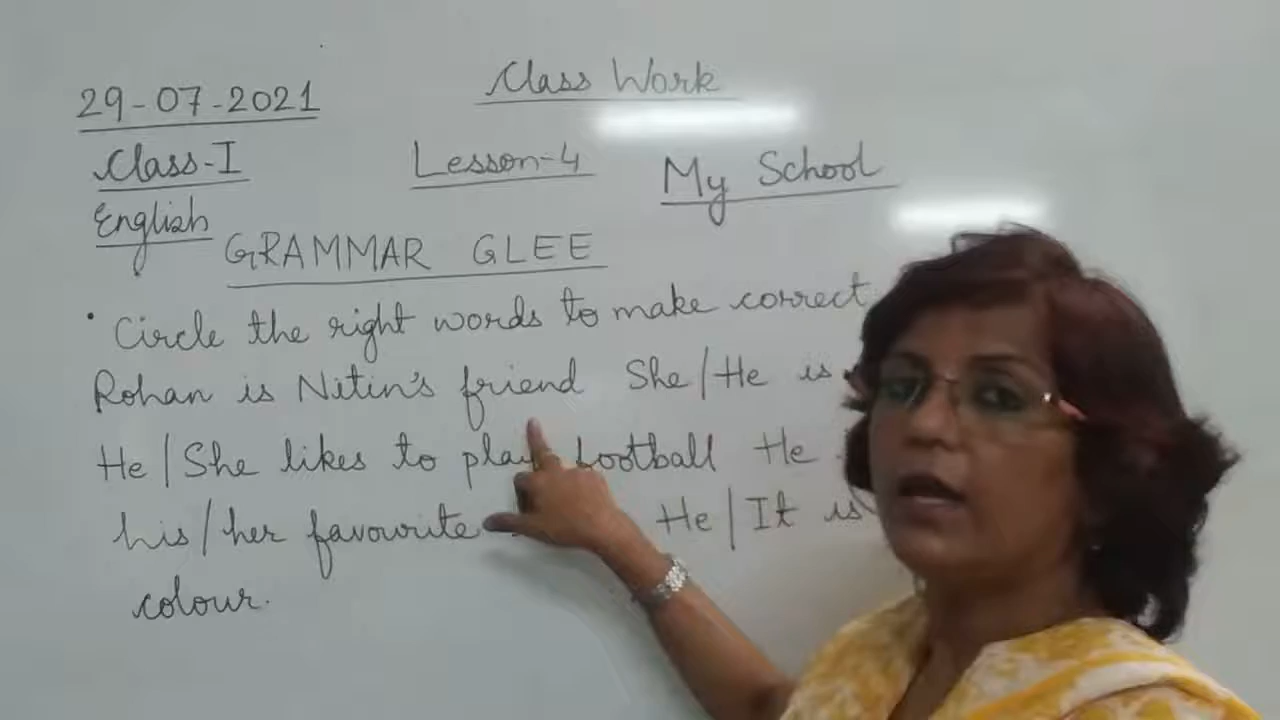 Class Work
29-07-2021
Class-I Lesson-4 My School
English
GRAMMAR GLEE
• Circle the right words to make correct
Rohan is Nitin's friend She/He is
He/She likes to play football He
his/her favourite He/It is
colour.